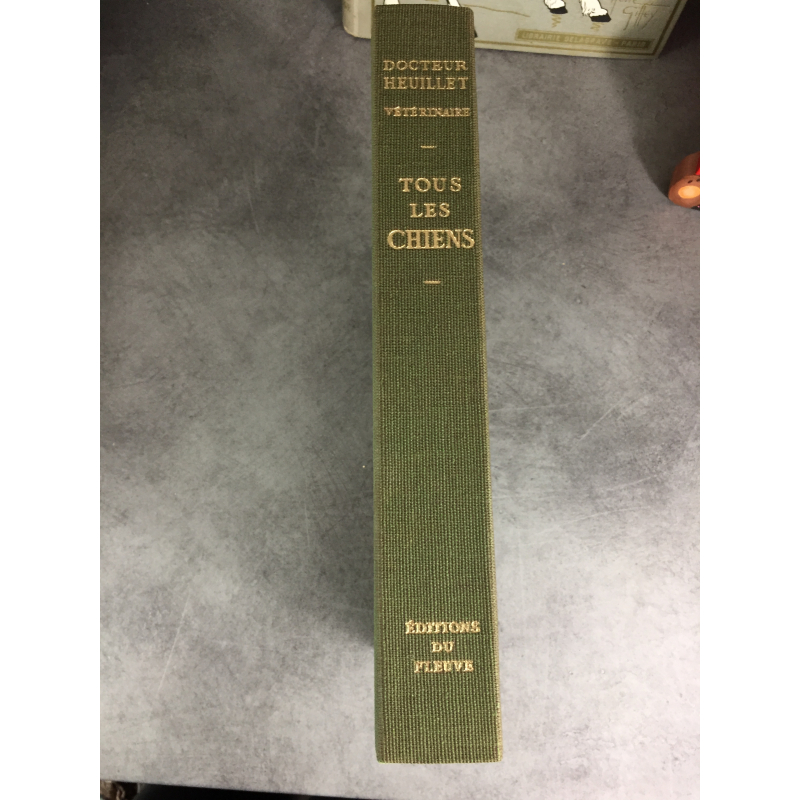 DOCTEUR
HEUILLET
VÉTÉRINAIRE
TOUS
LES
CHIENS
ÉDITIONS
DU
FLEUVE